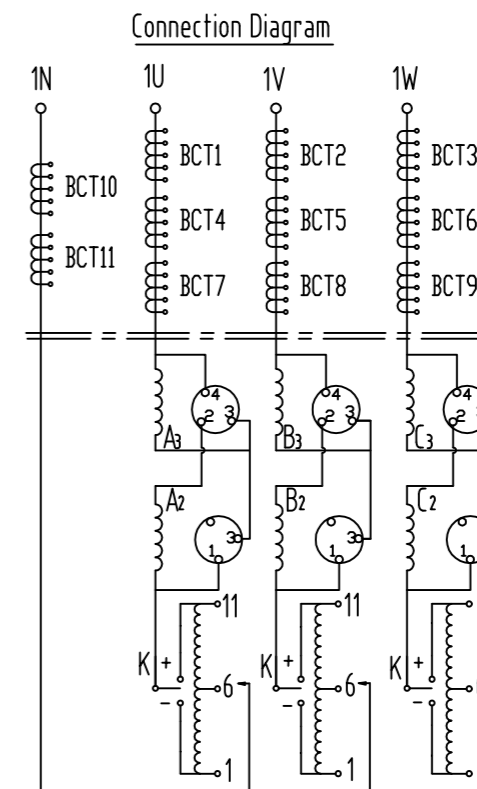 Connection Diagram
1N 1U 1V 1W
BCT1 BCT2 BCT3
BCT10
BCT4 BCT5 BCT6
BCT11
BCT7 BCT8 BCT9
4 4 4
2 3 2 3 2
A3 B3 C3
A2 B2 C2
3 3
1 1 1
11 11
K + K + K +
6 6
- - -
1 1